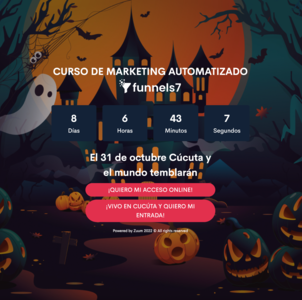 CURSO DE MARKETING AUTOMATIZADO
funnels7
8 6 43 7
Días Horas Minutos Segundos
El 31 de octubre Cúcuta y
el mundo temblarán
¡QUIERO MI ACCESO ONLINE!
¡VIVO EN CUCÚTA Y QUIERO MI
ENTRADA!
Powered by Zuum 2023 © All rights reserved